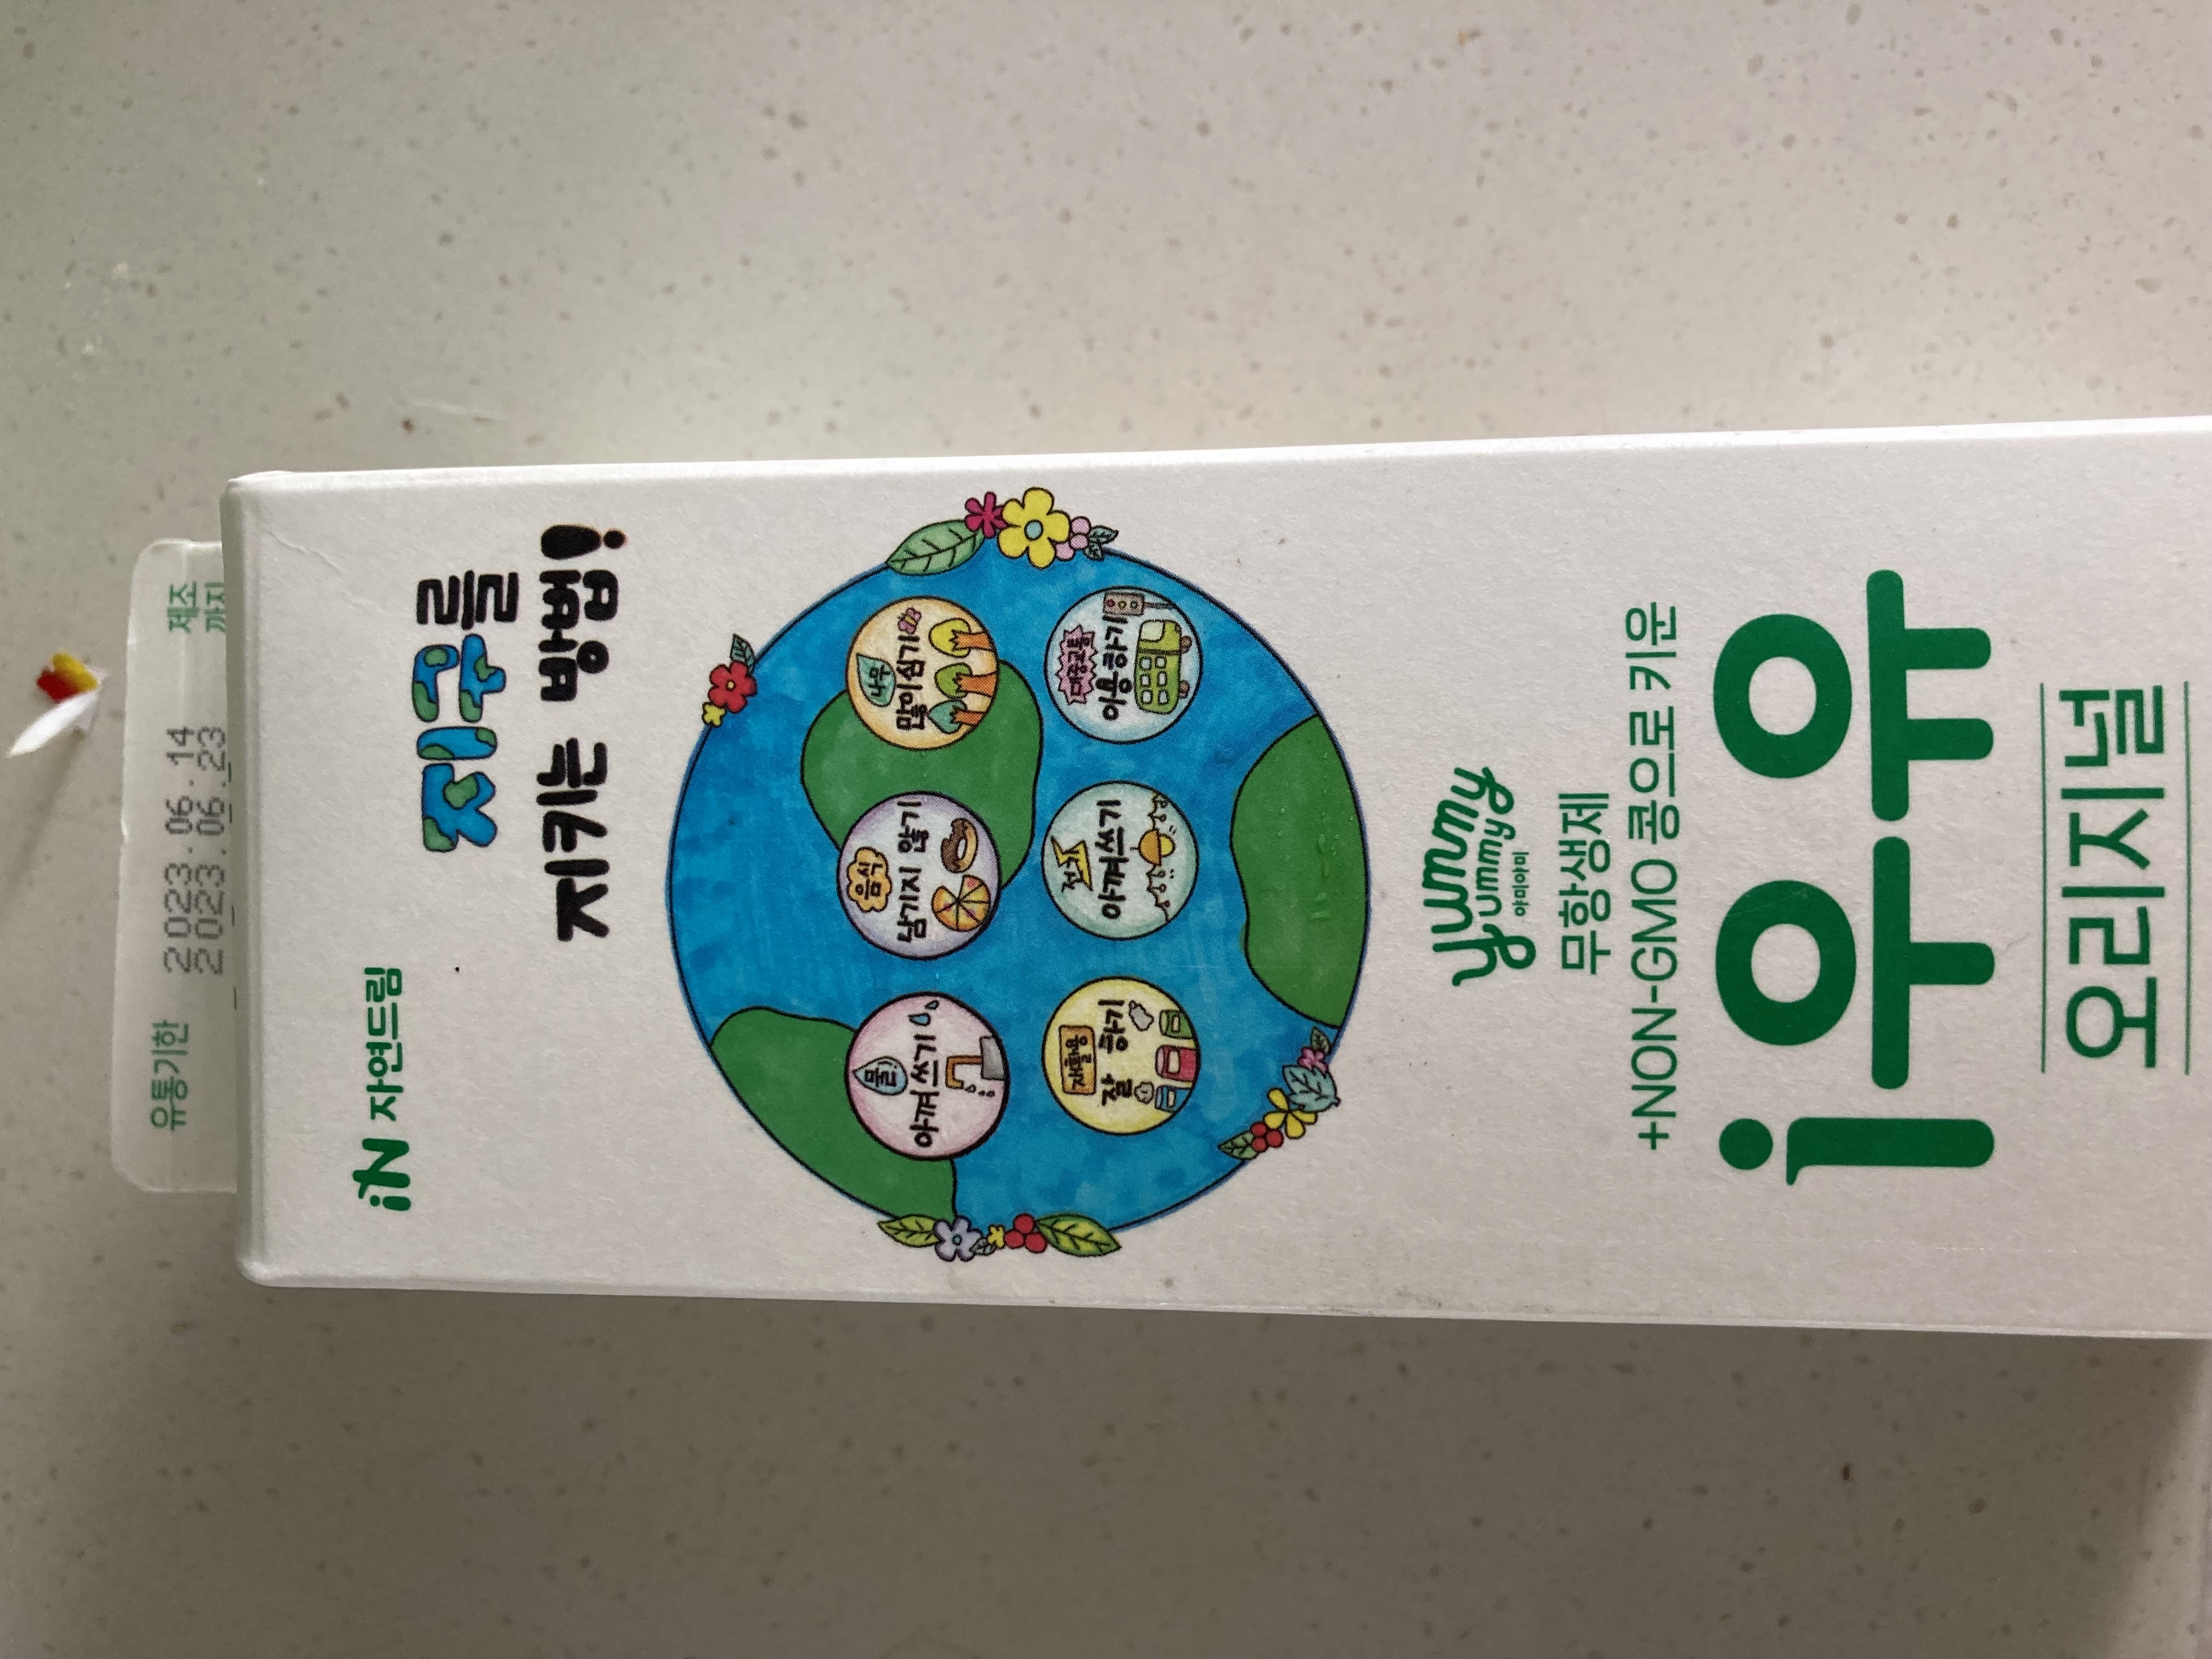 유통기한 2023.06.14 제조
2023.06.23 까지
iN 자연드림
지구를
지키는 방법!
물!
아껴쓰기
음식
남기지 않기
나무
많이심기
재활용
잘 하기
전기
아껴쓰기
대중교통
이용하기
yummy
yummy
야미야미
무항생제
+NON-GMO 콩으로 키운
i우유
오리지널